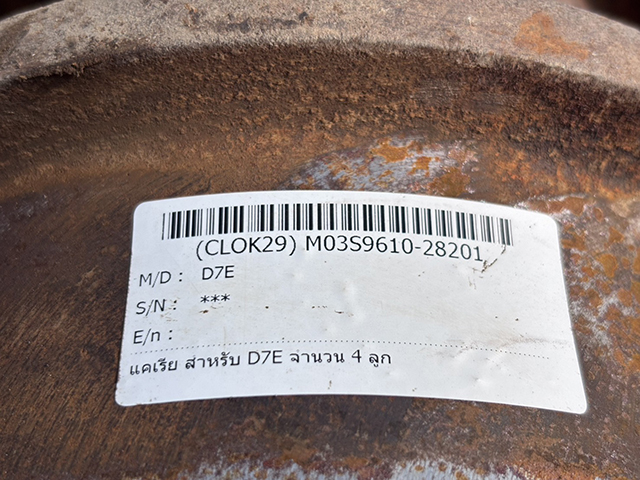 (CLOK29) M03S9610-28201
M/D : D7E
S/N : ***
E/n :
แคเรีย สำหรับ D7E จำนวน 4 ลูก